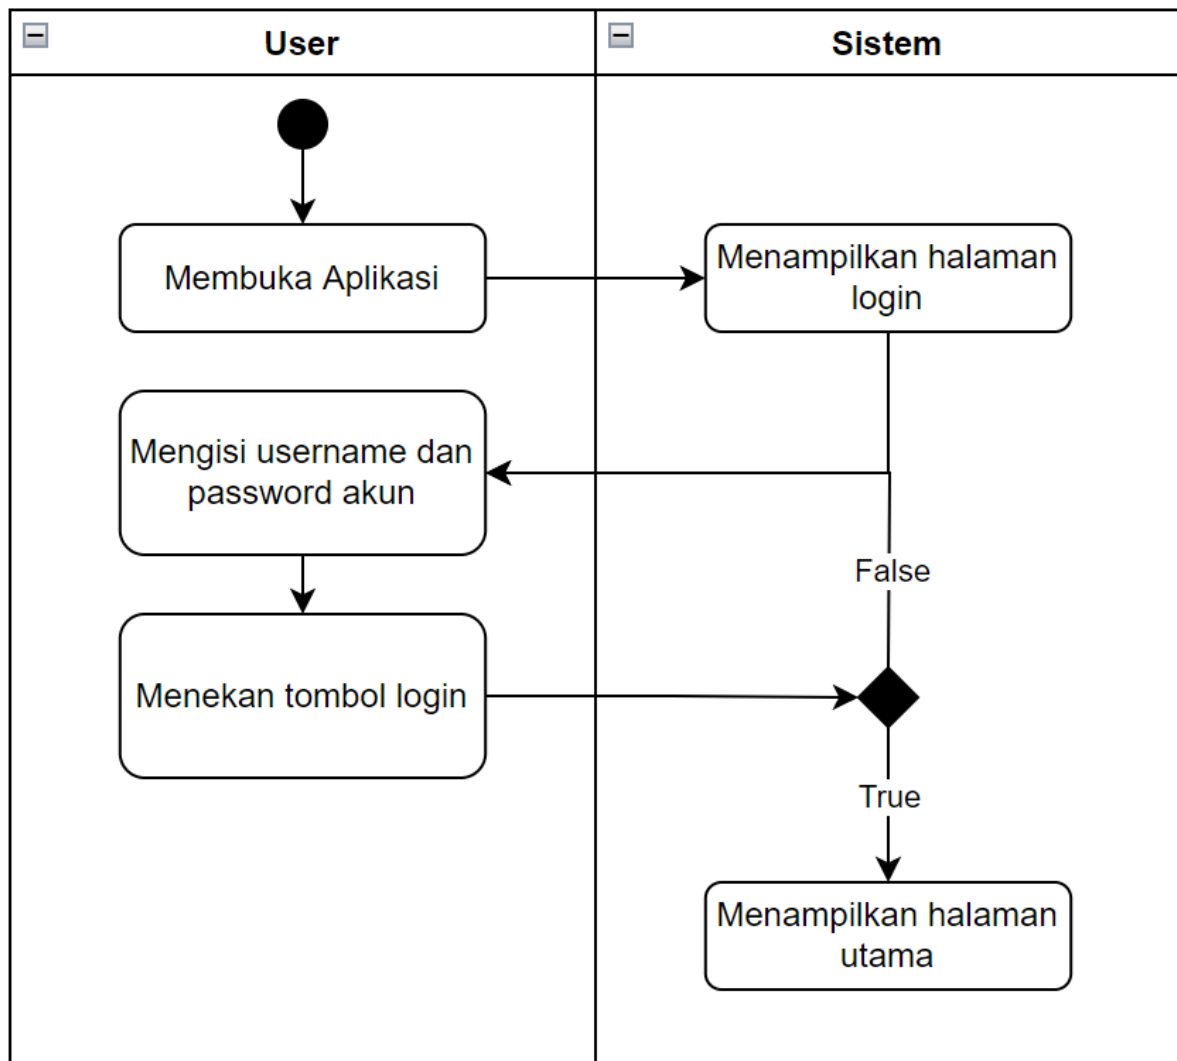 User
Sistem
Membuka Aplikasi
Menampilkan halaman
login
Mengisi username dan
password akun
False
Menekan tombol login
True
Menampilkan halaman
utama